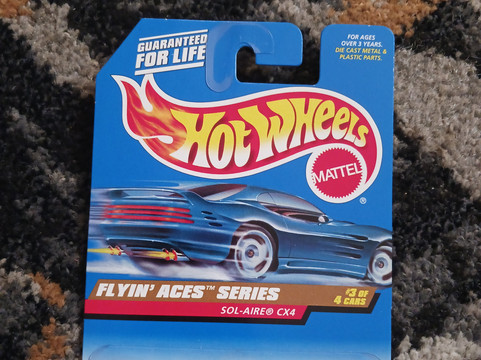 GUARANTEED
FOR LIFE
FOR AGES
OVER 3 YEARS.
DIE CAST METAL &
PLASTIC PARTS.
HOT WHEELS
MATTEL
®
FLYIN' ACES™ SERIES
#3 OF
4 CARS
SOL-AIRE® CX4